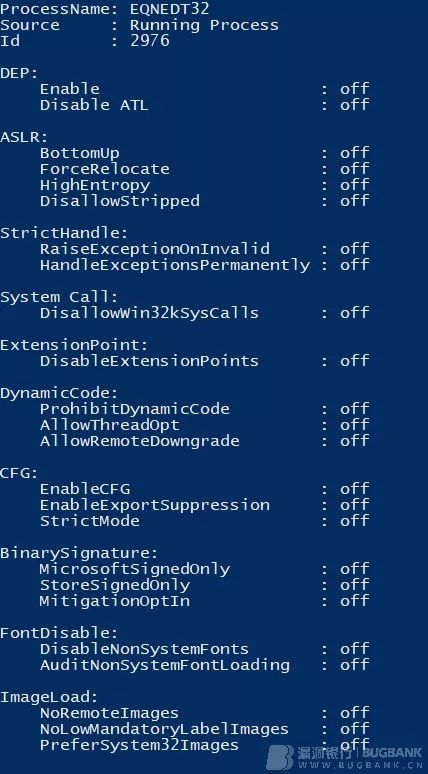 ProcessName: EQNEDT32
Source      : Running Process
Id          : 2976
DEP:
    Enable                             : off
    Disable ATL                        : off
ASLR:
    BottomUp                           : off
    ForceRelocate                      : off
    HighEntropy                        : off
    DisallowStripped                   : off
StrictHandle:
    RaiseExceptionOnInvalid            : off
    HandleExceptionsPermanently : off
System Call:
    DisallowWin32kSysCalls             : off
ExtensionPoint:
    DisableExtensionPoints             : off
DynamicCode:
    ProhibitDynamicCode                : off
    AllowThreadOpt                     : off
    AllowRemoteDowngrade               : off
CFG:
    EnableCFG                          : off
    EnableExportSuppression            : off
    StrictMode                         : off
BinarySignature:
    MicrosoftSignedOnly                : off
    StoreSignedOnly                    : off
    MitigationOptIn                    : off
FontDisable:
    DisableNonSystemFonts              : off
    AuditNonSystemFontLoading          : off
ImageLoad:
    NoRemoteImages                     : off
    NoLowMandatoryLabelImages          : off
    PreferSystem32Images               : off
漏洞银行 | BUGBANK
WWW.BUGBANK.CN